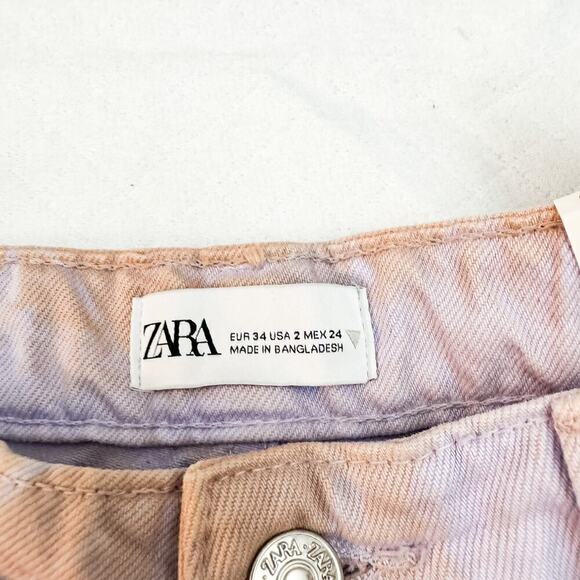 ZARA
EUR 34 USA 2 MEX 24
MADE IN BANGLADESH
ZARA • ZARA